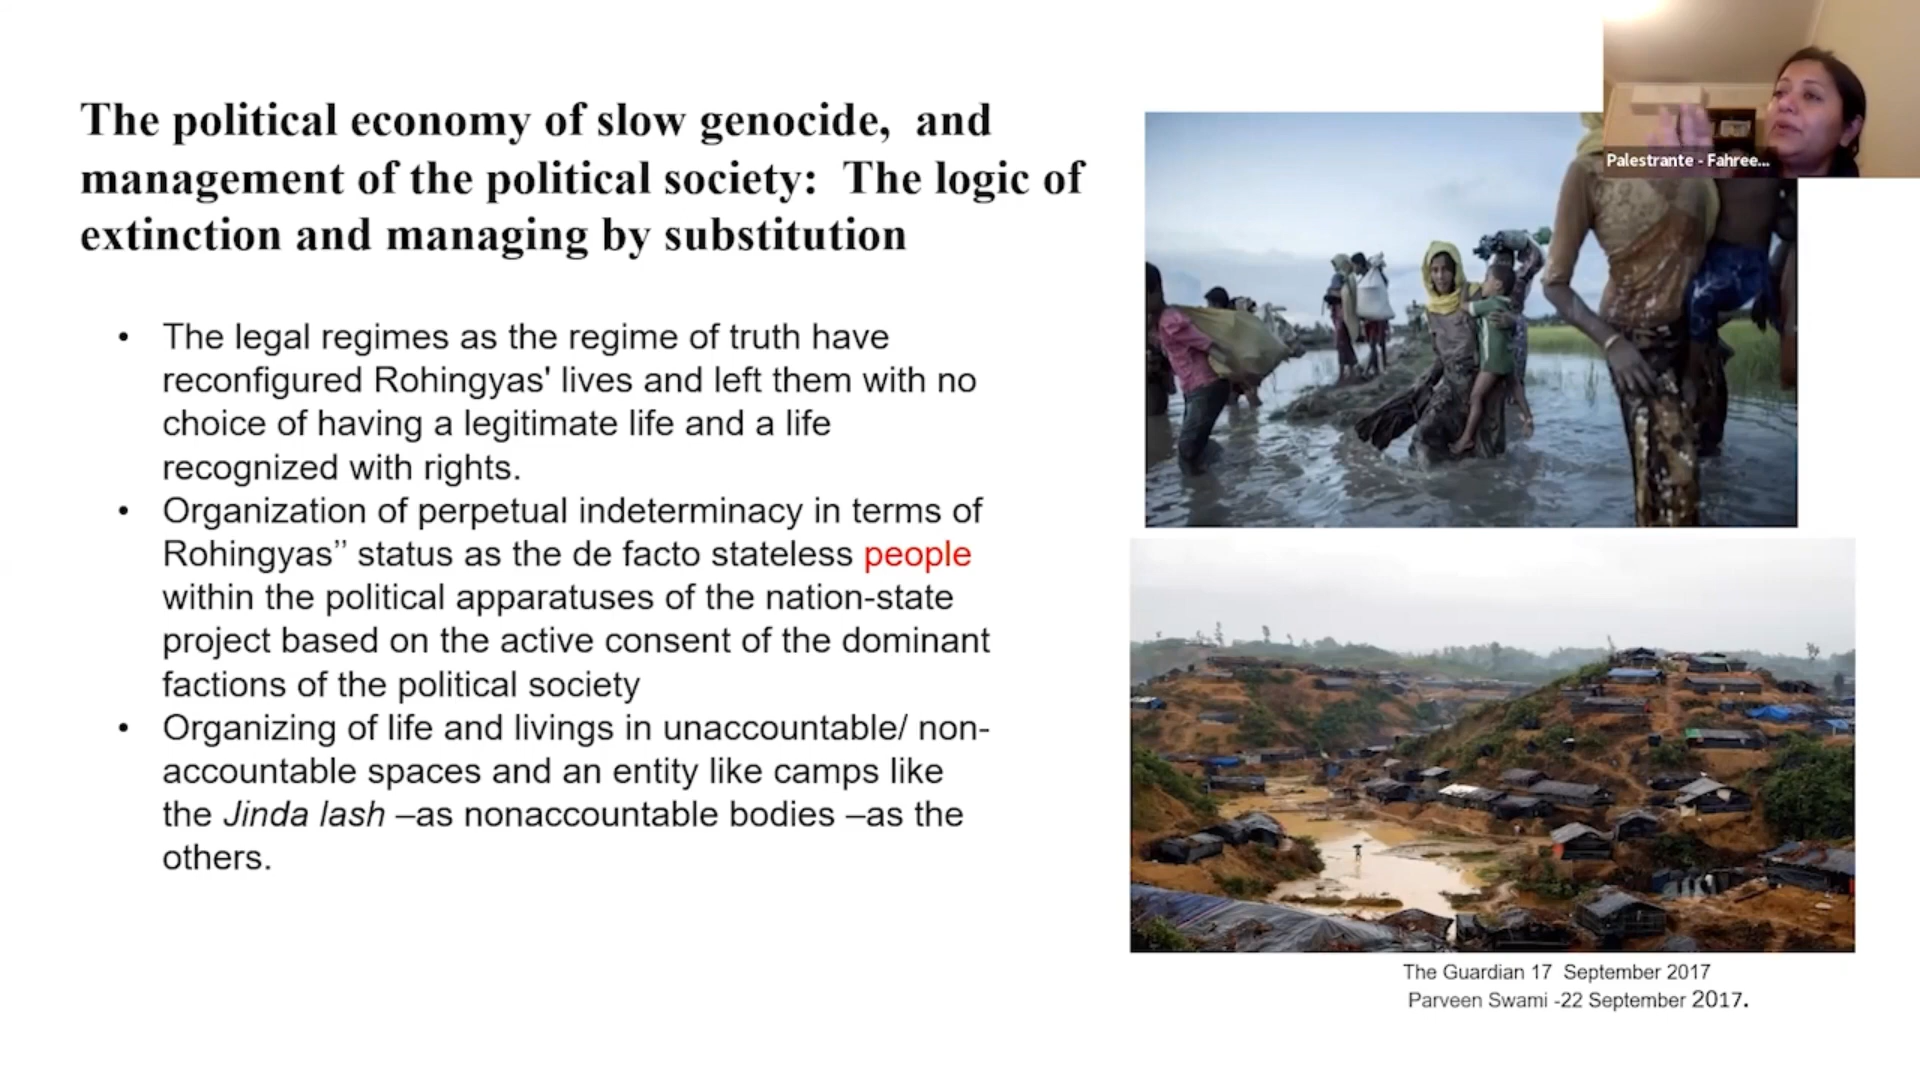 The political economy of slow genocide,  and
management of the political society:  The logic of
extinction and managing by substitution
• The legal regimes as the regime of truth have
reconfigured Rohingyas' lives and left them with no
choice of having a legitimate life and a life
recognized with rights.
• Organization of perpetual indeterminacy in terms of
Rohingyas’’ status as the de facto stateless people
within the political apparatuses of the nation-state
project based on the active consent of the dominant
factions of the political society
• Organizing of life and livings in unaccountable/ non-
accountable spaces and an entity like camps like
the Jinda lash –as nonaccountable bodies –as the
others.
Palestrante - Fahree...
The Guardian 17  September 2017
Parveen Swami -22 September 2017.